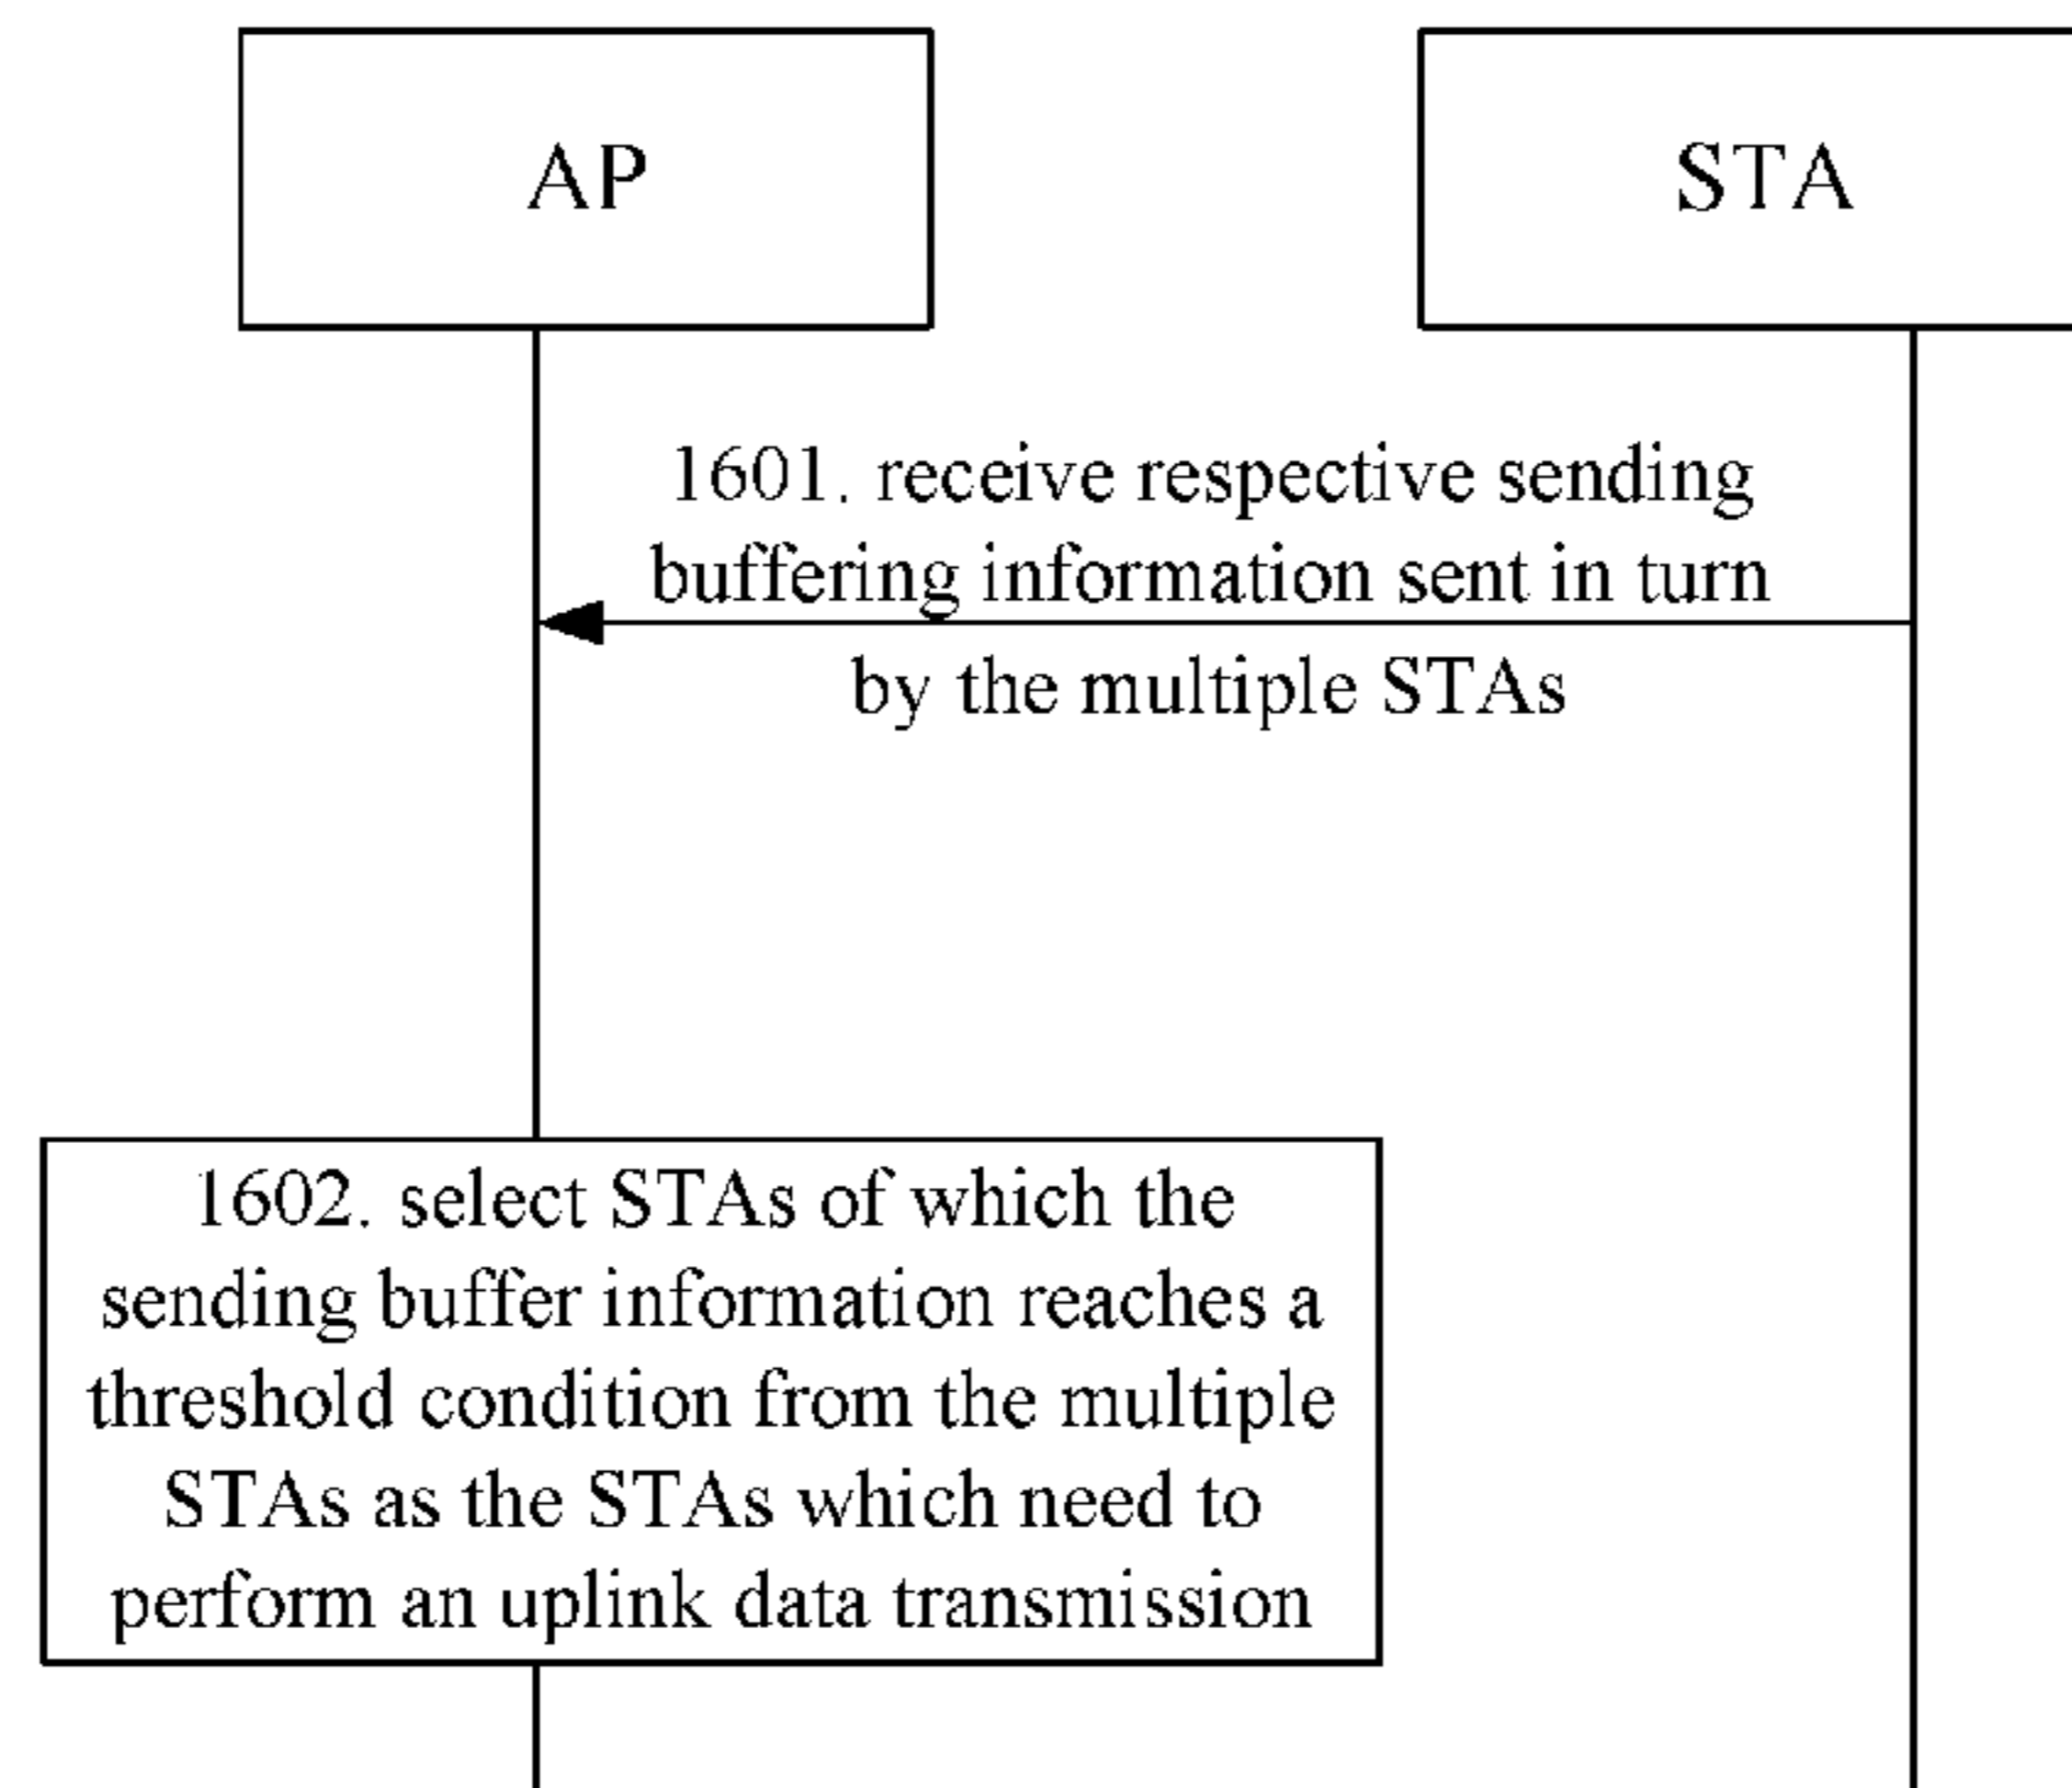 AP
STA
1601. receive respective sending
buffering information sent in turn
by the multiple STAs
1602. select STAs of which the
sending buffer information reaches a
threshold condition from the multiple
STAs as the STAs which need to
perform an uplink data transmission